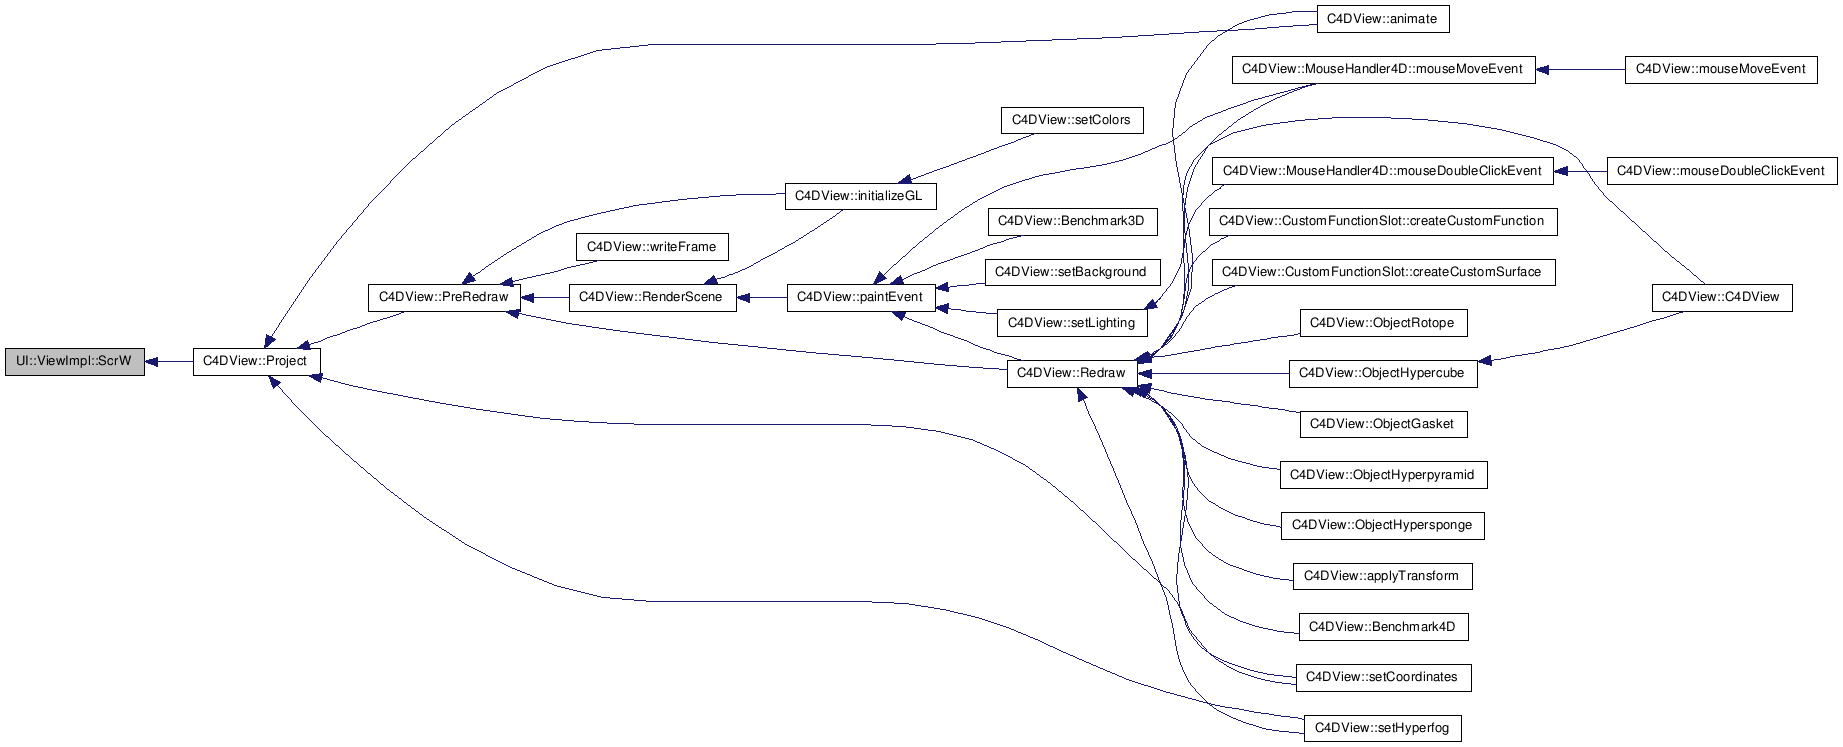 UI::ViewImpl::ScrW
C4DView::Project
C4DView::PreRedraw
C4DView::writeFrame
C4DView::RenderScene
C4DView::initializeGL
C4DView::paintEvent
C4DView::setColors
C4DView::Benchmark3D
C4DView::setBackground
C4DView::setLighting
C4DView::Redraw
C4DView::animate
C4DView::MouseHandler4D::mouseMoveEvent
C4DView::MouseHandler4D::mouseDoubleClickEvent
C4DView::CustomFunctionSlot::createCustomFunction
C4DView::CustomFunctionSlot::createCustomSurface
C4DView::ObjectRotope
C4DView::ObjectHypercube
C4DView::ObjectGasket
C4DView::ObjectHyperpyramid
C4DView::ObjectHypersponge
C4DView::applyTransform
C4DView::Benchmark4D
C4DView::setCoordinates
C4DView::setHyperfog
C4DView::mouseMoveEvent
C4DView::mouseDoubleClickEvent
C4DView::C4DView